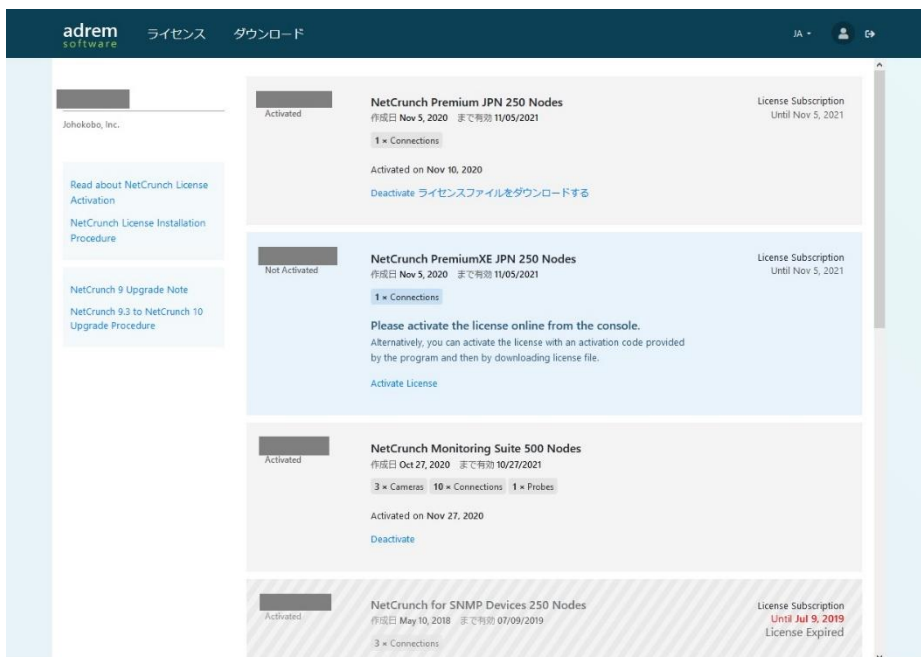 adrem
software
ライセンス
ダウンロード
JA
Johokobo, Inc.
Read about NetCrunch License
Activation
NetCrunch License Installation
Procedure
NetCrunch 9 Upgrade Note
NetCrunch 9.3 to NetCrunch 10
Upgrade Procedure
Activated
NetCrunch Premium JPN 250 Nodes
作成日 Nov 5, 2020 まで有効 11/05/2021
1 × Connections
Activated on Nov 10, 2020
Deactivate ライセンスファイルをダウンロードする
License Subscription
Until Nov 5, 2021
Not Activated
NetCrunch PremiumXE JPN 250 Nodes
作成日 Nov 5, 2020 まで有効 11/05/2021
1 × Connections
Please activate the license online from the console.
Alternatively, you can activate the license with an activation code provided
by the program and then by downloading license file.
Activate License
License Subscription
Until Nov 5, 2021
Activated
NetCrunch Monitoring Suite 500 Nodes
作成日 Oct 27, 2020 まで有効 10/27/2021
3 × Cameras 10 × Connections 1 × Probes
Activated on Nov 27, 2020
Deactivate
Activated
NetCrunch for SNMP Devices 250 Nodes
作成日 May 10, 2018 まで有効 07/09/2019
3 × Connections
License Subscription
Until Jul 9, 2019
License Expired